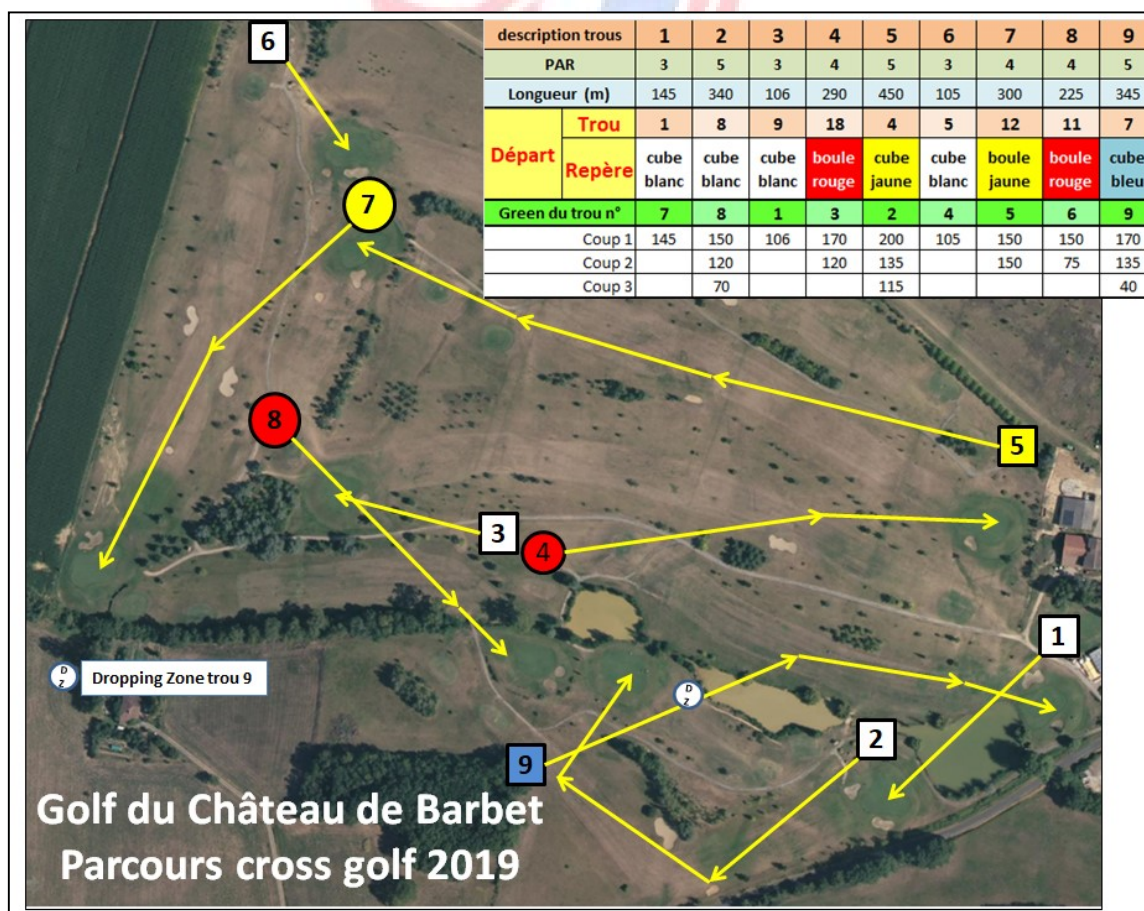 description trous 1 2 3 4 5 6 7 8 9
PAR 3 5 3 4 5 3 4 4 5
Longueur (m) 145 340 106 290 450 105 300 225 345
Départ Trou 1 8 9 18 4 5 12 11 7
Repère cube blanc cube blanc cube blanc boule rouge cube jaune cube blanc boule jaune boule rouge cube bleu
Green du trou n° 7 8 1 3 2 4 5 6 9
Coup 1 145 150 106 170 200 105 150 150 170
Coup 2 120 120 135 150 75 135
Coup 3 70 115 40
6
7
8
5
3
4
1
D
Z
Dropping Zone trou 9
D
Z
2
9
Golf du Château de Barbet
Parcours cross golf 2019